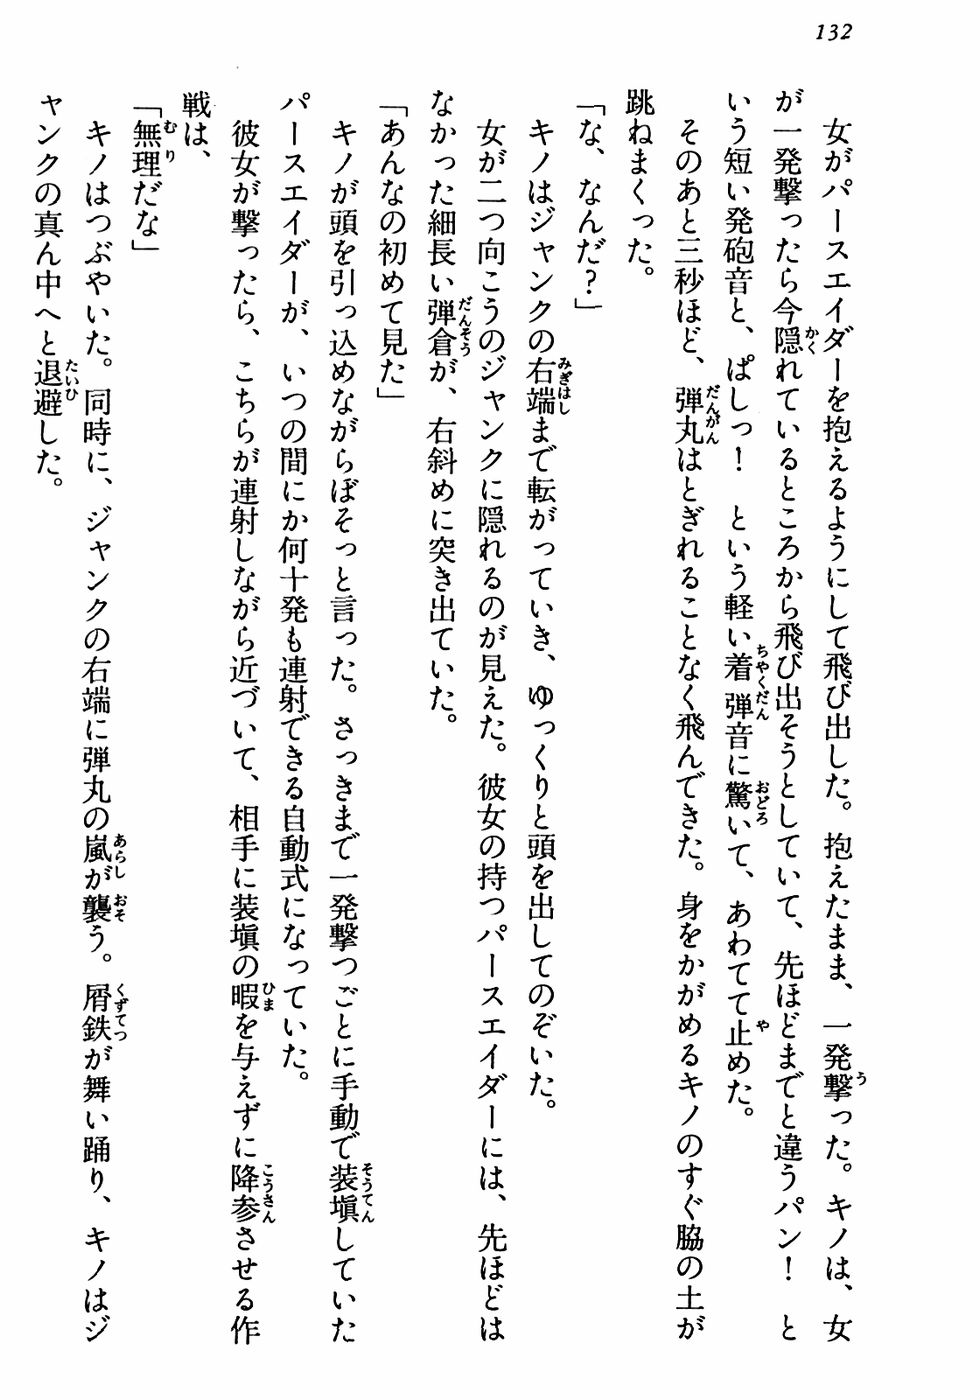 132
女がパースエイダーを抱えるようにして飛び出した。抱えたまま、一発撃った。キノは、女
が一発撃ったら今隠れているところから飛び出そうとしていて、先ほどまでと違うパン！　と
いう短い発砲音と、ぱしっ！　という軽い着弾音に驚いて、あわてて止めた。
そのあと三秒ほど、弾丸はとぎれることなく飛んできた。身をかがめるキノのすぐ脇の土が
跳ねまくった。
「な、なんだ？」
キノはジャンクの右端まで転がっていき、ゆっくりと頭を出してのぞいた。
女が二つ向こうのジャンクに隠れるのが見えた。彼女の持つパースエイダーには、先ほどは
なかった細長い弾倉が、右斜めに突き出ていた。
「あんなの初めて見た」
キノが頭を引っ込めながらぼそっと言った。さっきまで一発撃つごとに手動で装塡していた
パースエイダーが、いつの間にか何十発も連射できる自動式になっていた。
彼女が撃ったら、こちらが連射しながら近づいて、相手に装塡の暇を与えずに降参させる作
戦は、
「無理だな」
キノはつぶやいた。同時に、ジャンクの右端に弾丸の嵐が襲う。屑鉄が舞い踊り、キノはジ
ャンクの真ん中へと退避した。